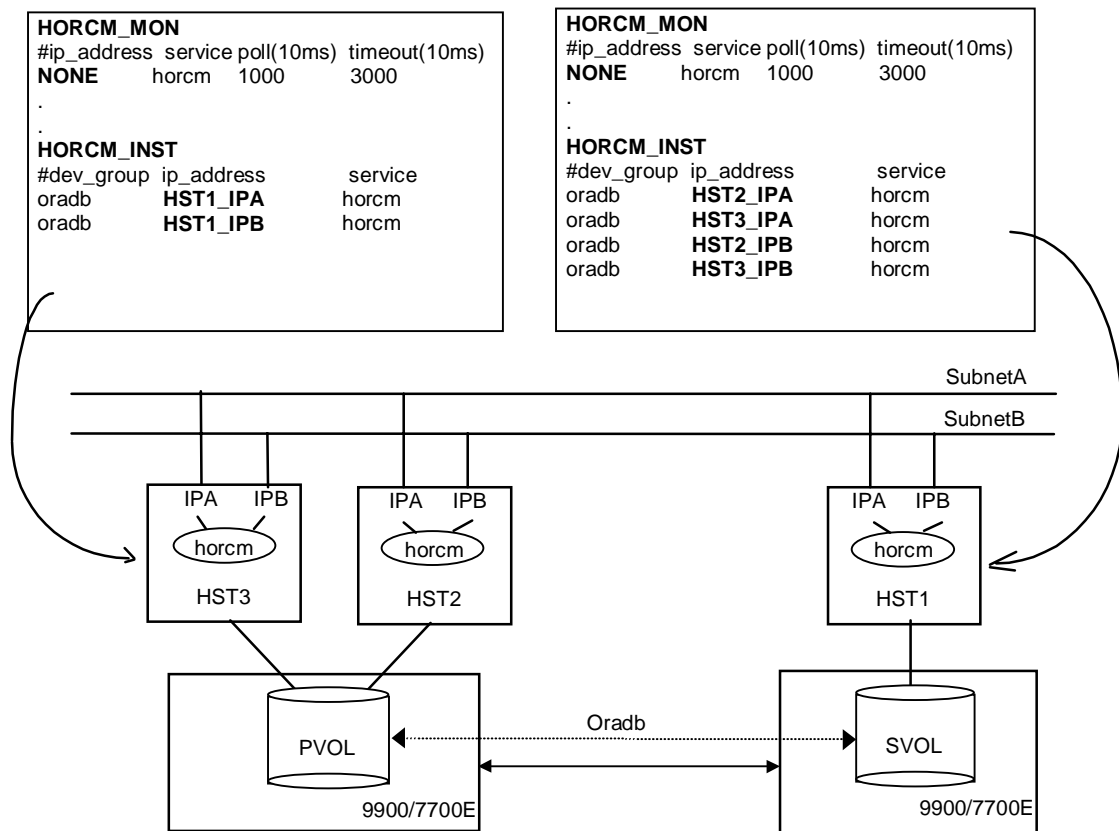 HORCM_MON
#ip_address service poll(10ms) timeout(10ms)
NONE horcm 1000 3000
.
.
HORCM_INST
#dev_group ip_address service
oradb HST1_IPA horcm
oradb HST1_IPB horcm
HORCM_MON
#ip_address service poll(10ms) timeout(10ms)
NONE horcm 1000 3000
.
.
HORCM_INST
#dev_group ip_address service
oradb HST2_IPA horcm
oradb HST3_IPA horcm
oradb HST2_IPB horcm
oradb HST3_IPB horcm
SubnetA
SubnetB
IPA IPB
horcm
HST3
IPA IPB
horcm
HST2
IPA IPB
horcm
HST1
Oradb
PVOL
9900/7700E
SVOL
9900/7700E